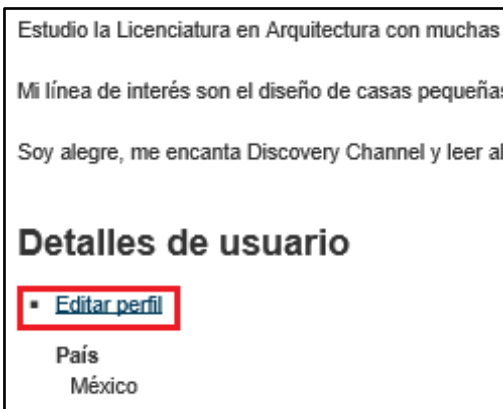 Estudio la Licenciatura en Arquitectura con muchas
Mi línea de interés son el diseño de casas pequeñas
Soy alegre, me encanta Discovery Channel y leer al
Detalles de usuario
Editar perfil
País
México